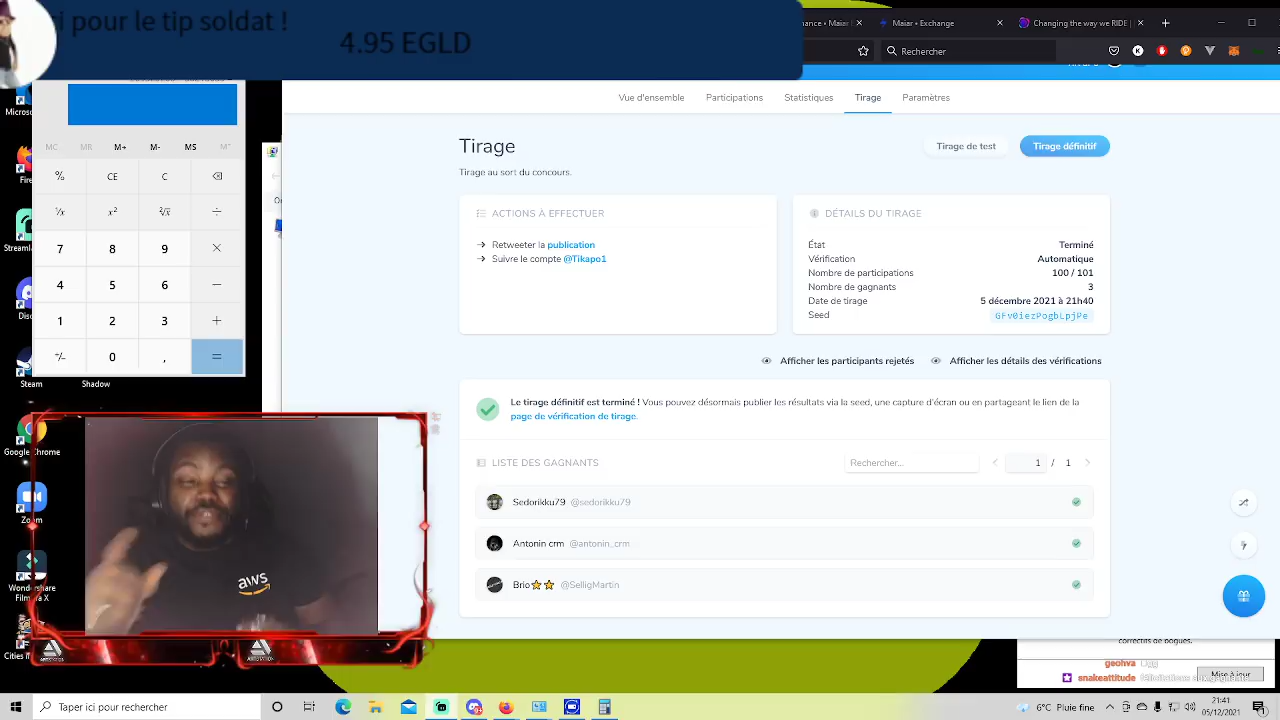 pour le tip soldat !
4.95 EGLD
Maiar • Exchange
Changing the way we RIDE
Chercher
Vue d'ensemble
Participations
Statistiques
Tirage
Paramètres
MC
MR
M+
M-
MS
%
CE
C
÷
7
8
9
×
4
5
6
−
1
2
3
+
+/−
0
,
=
Steam
Shadow
Google Chrome
Zoom
Wondershare
Filmora X
Tirage
Tirage au sort du concours.
Tirage de test
Tirage définitif
ACTIONS À EFFECTUER
→ Retweeter la publication
→ Suivre le compte @Tikapo1
DÉTAILS DU TIRAGE
État Terminé
Vérification Automatique
Nombre de participations 100 / 101
Nombre de gagnants 3
Date de tirage 5 décembre 2021 à 21h40
Seed GFv0iezPogbLpjPe
Afficher les participants rejetés
Afficher les détails des vérifications
Le tirage définitif est terminé ! Vous pouvez désormais publier les résultats via la seed, une capture d'écran ou en partageant le lien de la
page de vérification de tirage.
LISTE DES GAGNANTS
Rechercher...
1 / 1
Sedorikku79 @sedorikku79
Antonin crm @antonin_crm
Brio⭐⭐ @SelligMartin
aws
correctifs de bogues.
geohva
snakeattitude
Mise à jour
Taper ici pour rechercher
6°C Pluie fine
21:41
05/12/2021